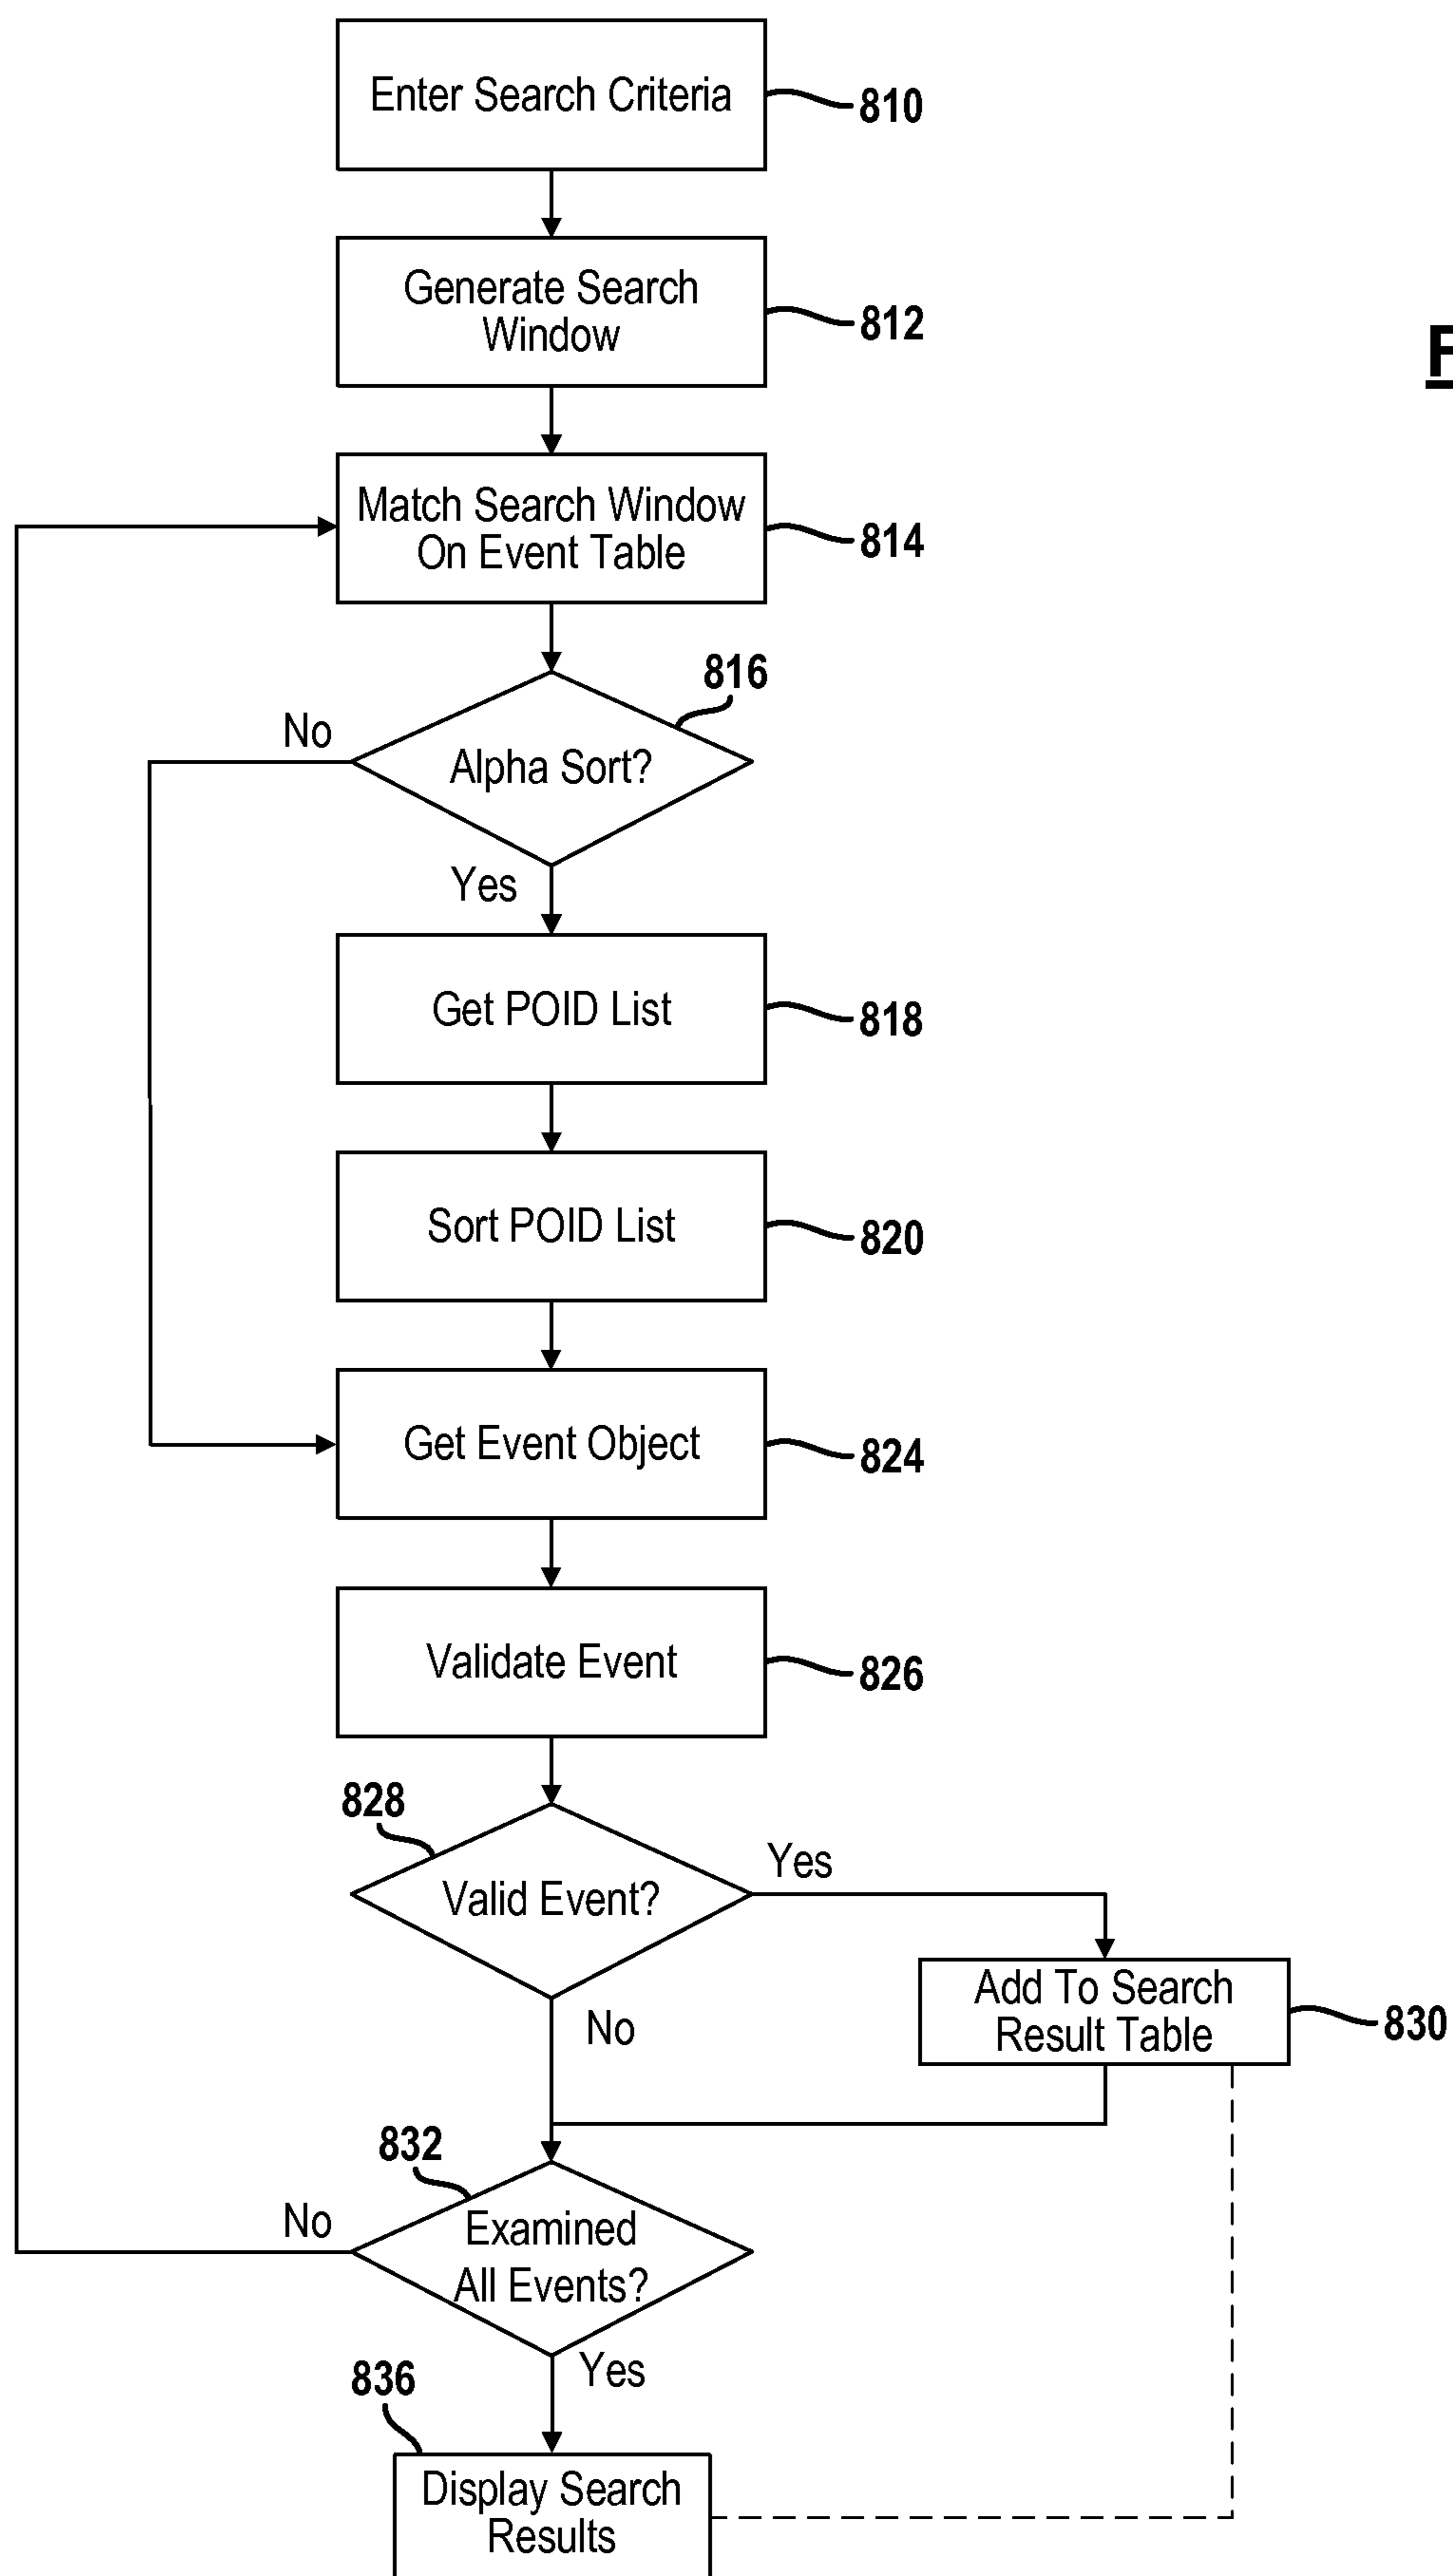 Enter Search Criteria
810
Generate Search
Window
812
F
Match Search Window
On Event Table
814
816
No
Alpha Sort?
Yes
Get POID List
818
Sort POID List
820
Get Event Object
824
Validate Event
826
828
Yes
Valid Event?
No
Add To Search
Result Table
830
832
No
Examined
All Events?
Yes
836
Display Search
Results